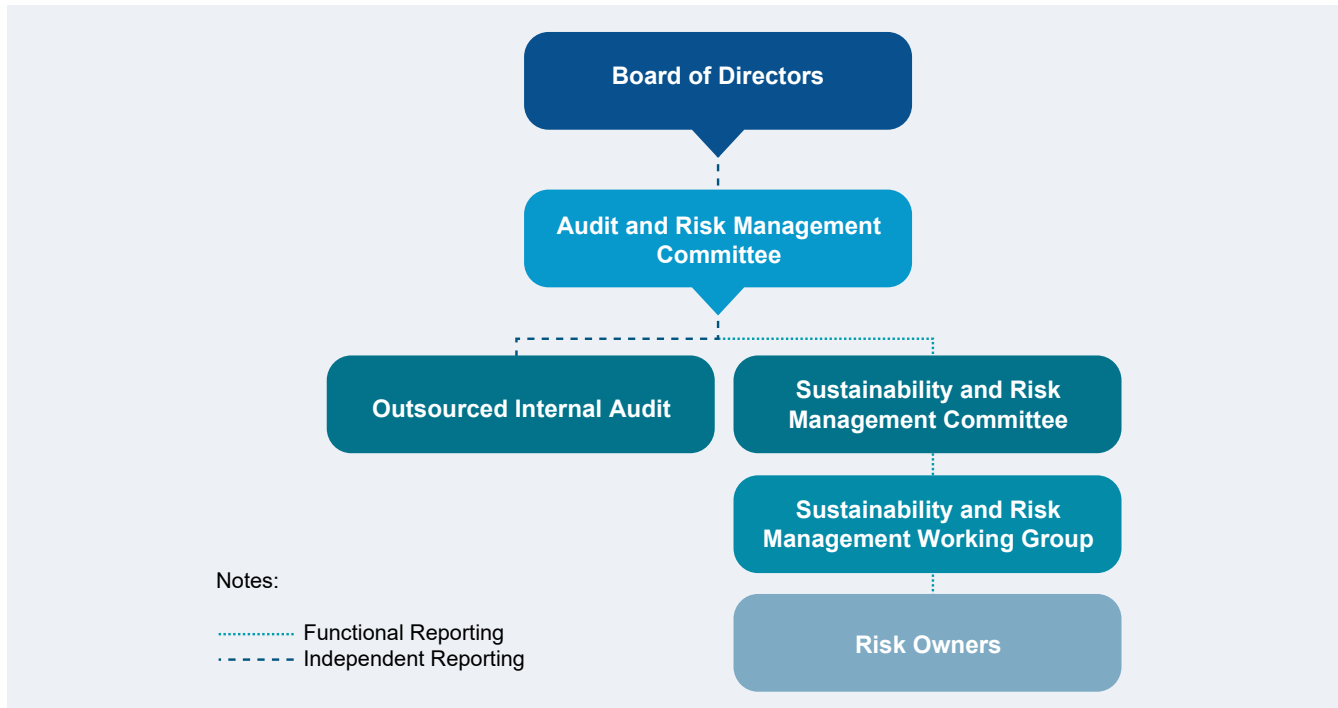 Board of Directors
Audit and Risk Management
Committee
Outsourced Internal Audit
Sustainability and Risk
Management Committee
Sustainability and Risk
Management Working Group
Risk Owners
Notes:
Functional Reporting
Independent Reporting